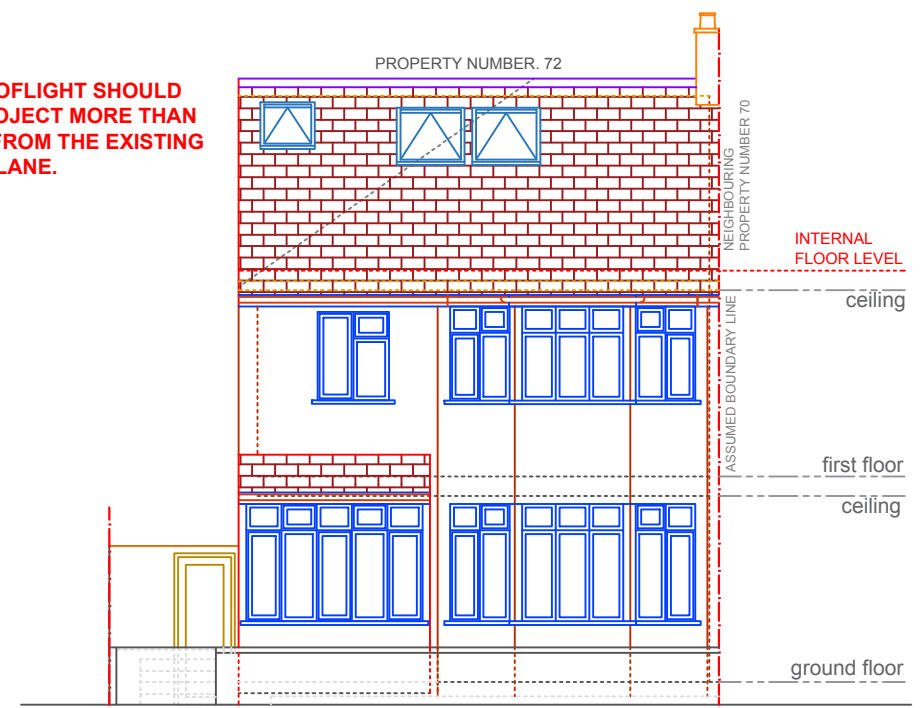 PROPERTY NUMBER. 72
OFLIGHT SHOULD
OJECT MORE THAN
FROM THE EXISTING
LANE.
NEIGHBOURING
PROPERTY NUMBER 70
INTERNAL
FLOOR LEVEL
ceiling
ASSUMED BOUNDARY LINE
first floor
ceiling
ground floor